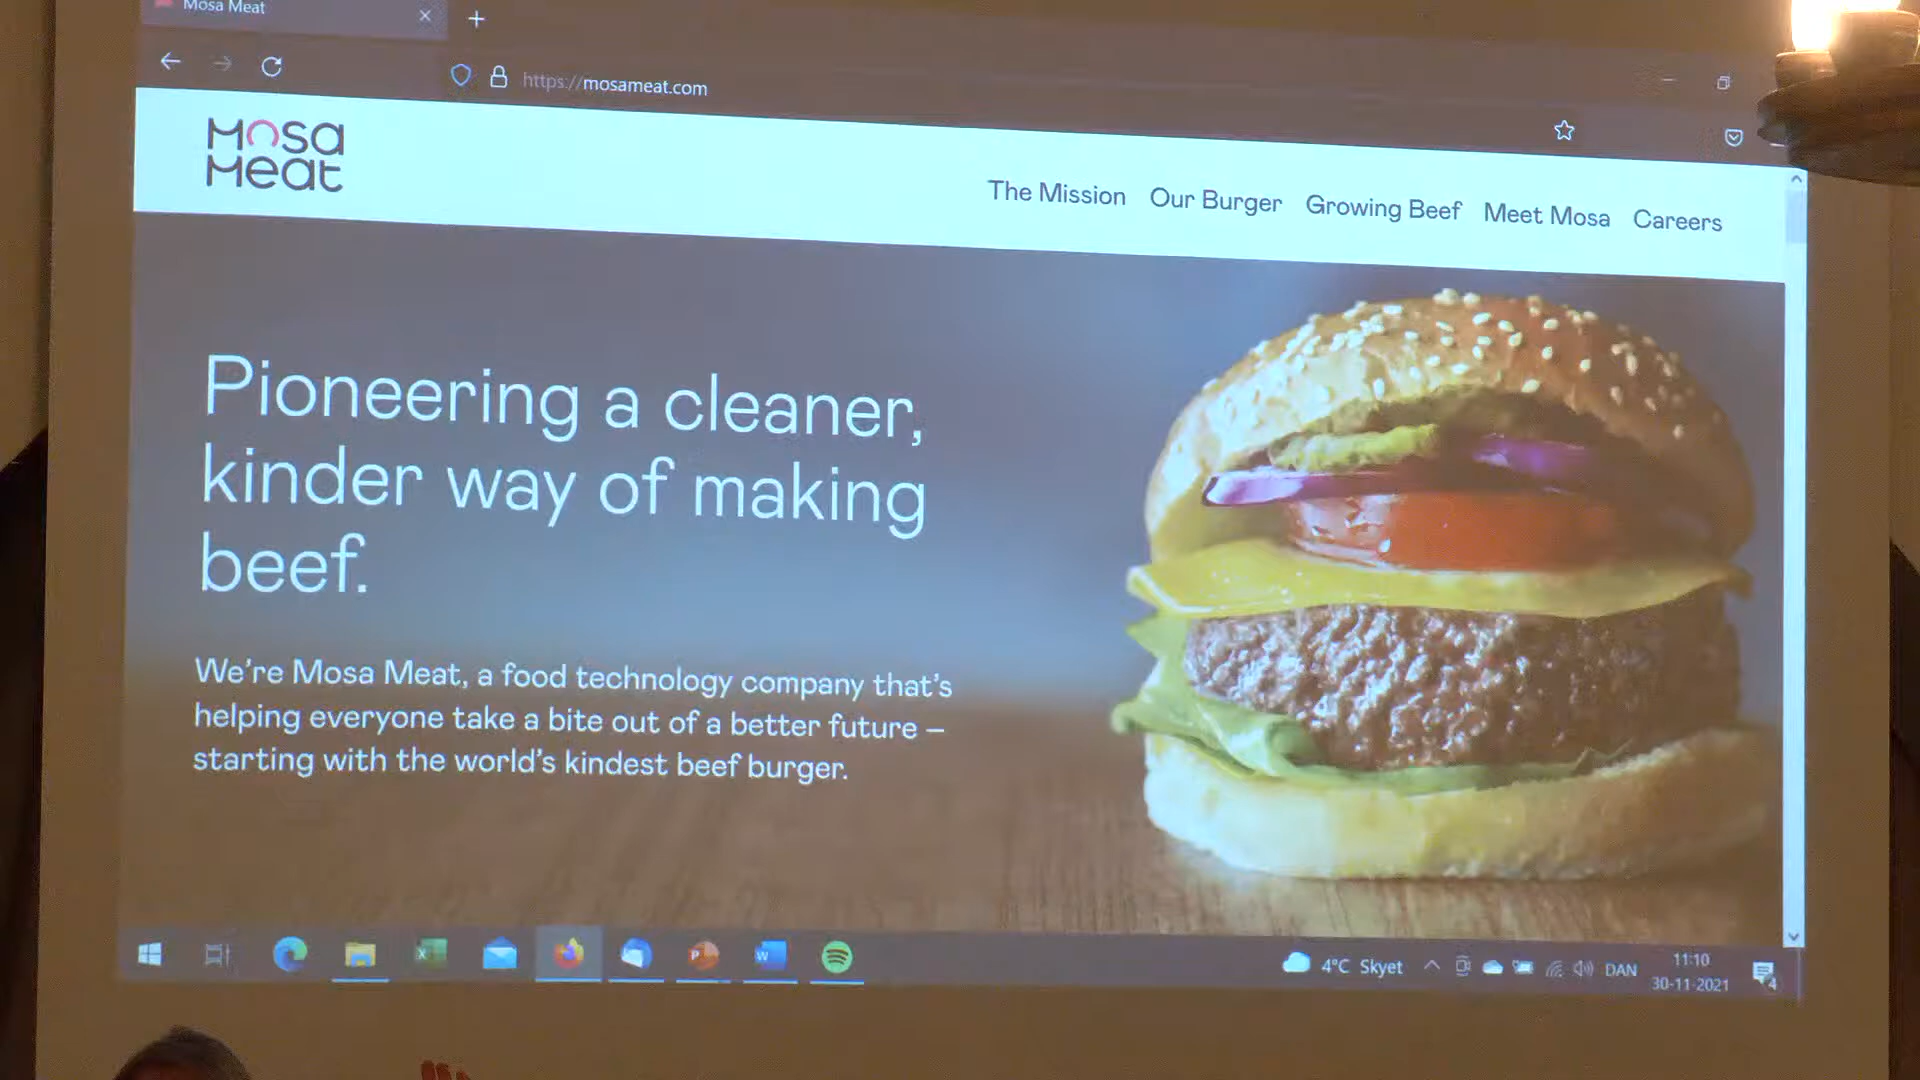 Mosa Meat
https://mosameat.com
Mosa
Meat
The Mission Our Burger Growing Beef Meet Mosa Careers
Pioneering a cleaner,
kinder way of making
beef.
We're Mosa Meat, a food technology company that's
helping everyone take a bite out of a better future –
starting with the world's kindest beef burger.
4°C Skyet
DAN
11:10
30-11-2021
4